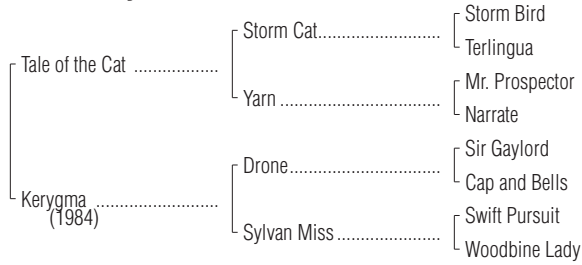 Storm Bird
Storm Cat..................
Terlingua
Tale of the Cat ..................
Mr. Prospector
Yarn ........................
Narrate
Sir Gaylord
Drone.......................
Cap and Bells
Kerygma ..........................
(1984)
Swift Pursuit
Sylvan Miss ...............
Woodbine Lady